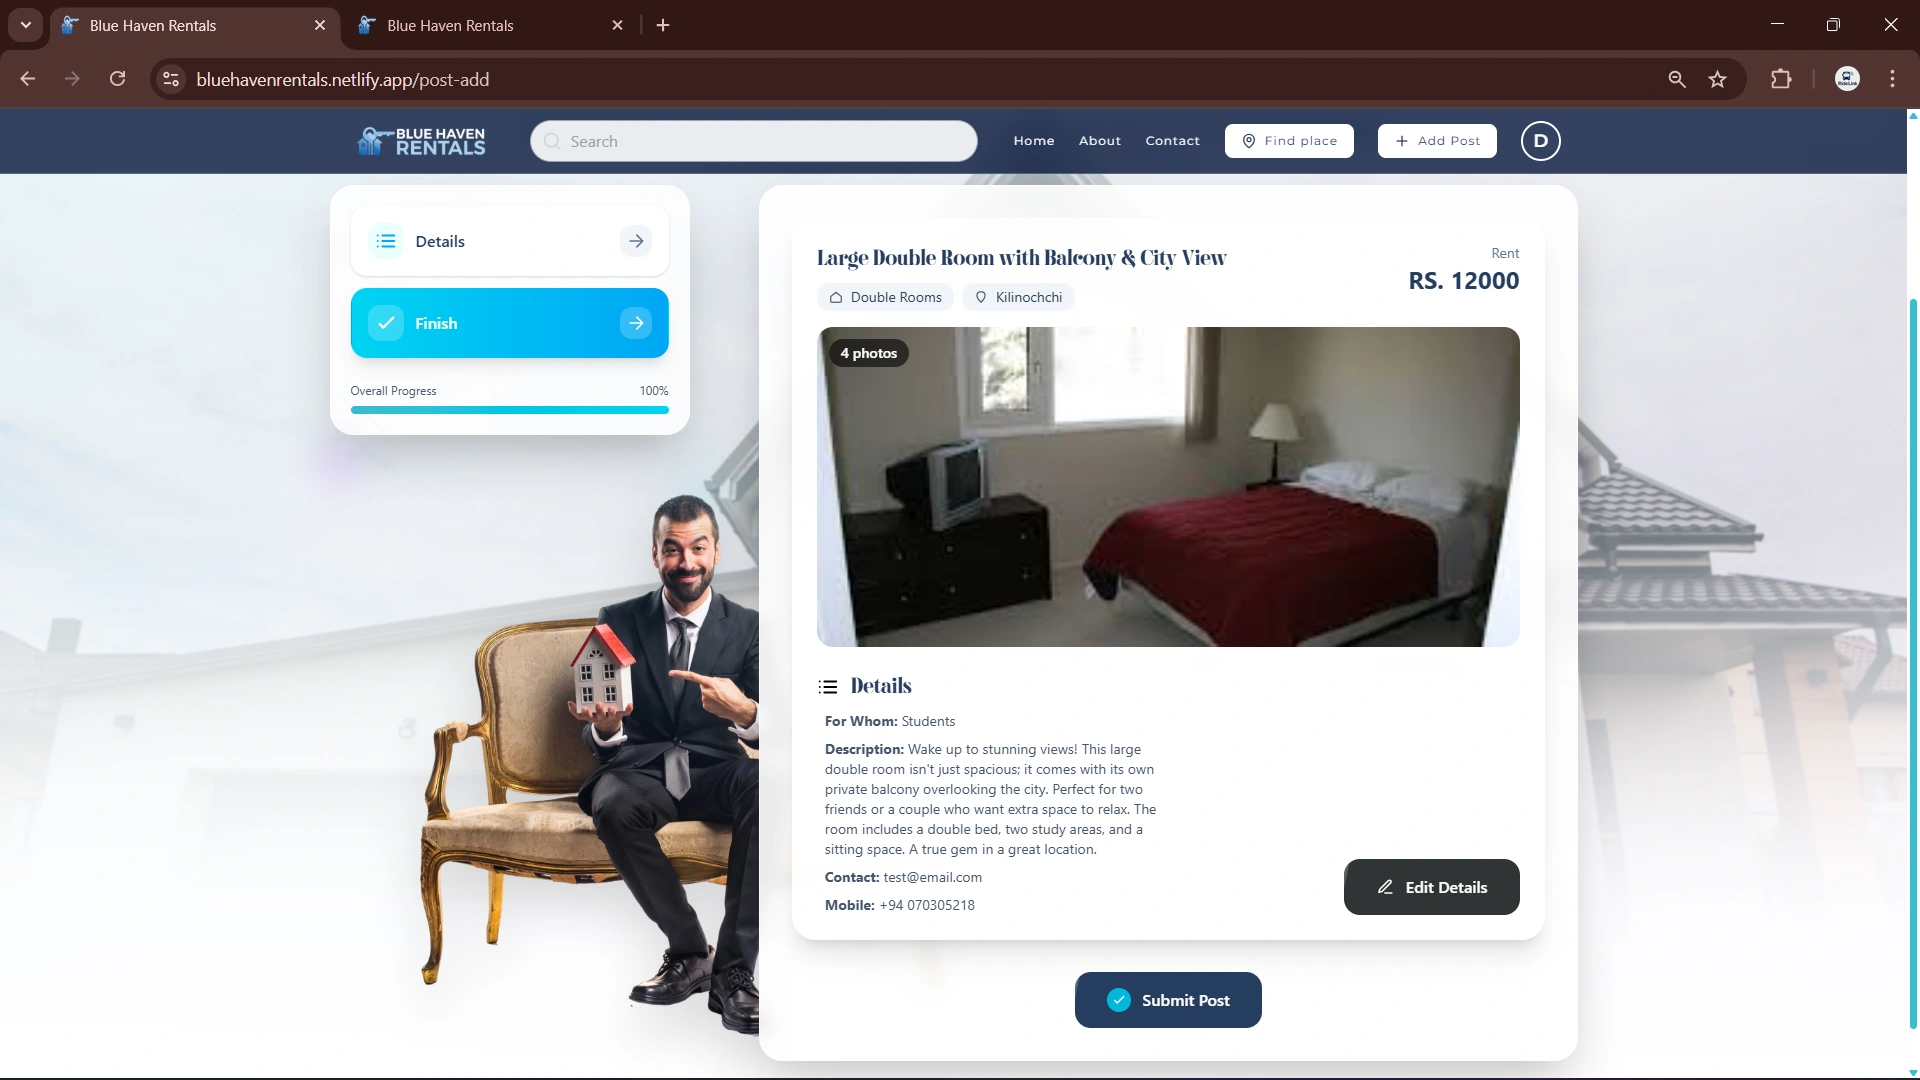 Blue Haven Rentals
Blue Haven Rentals
bluehavenrentals.netlify.app/post-add
BLUE HAVEN
RENTALS
Search
Home
About
Contact
Find place
Add Post
D
Details
Finish
Overall Progress
100%
Large Double Room with Balcony & City View
Rent
RS. 12000
Double Rooms
Kilinochchi
4 photos
Details
For Whom: Students
Description: Wake up to stunning views! This large
double room isn't just spacious; it comes with its own
private balcony overlooking the city. Perfect for two
friends or a couple who want extra space to relax. The
room includes a double bed, two study areas, and a
sitting space. A true gem in a great location.
Contact: test@email.com
Mobile: +94 070305218
Edit Details
Submit Post